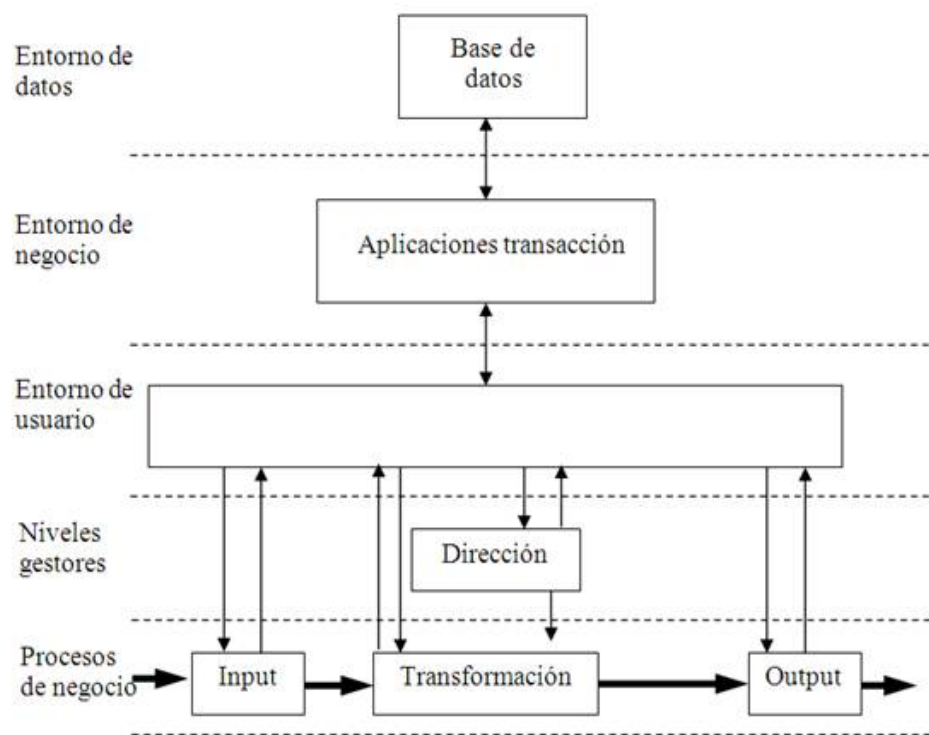 Entorno de
datos
Base de
datos
Entorno de
negocio
Aplicaciones transacción
Entorno de
usuario
Niveles
gestores
Dirección
Procesos
de negocio
Input
Transformación
Output